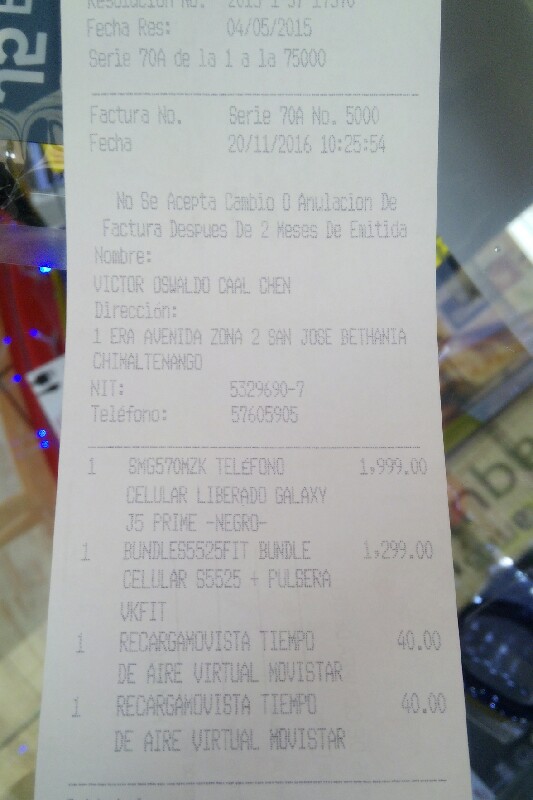 Resolucion No. 2015 1 37 17370
Fecha Res: 04/05/2015
Serie 70A de la 1 a la 75000
Factura No. Serie 70A No. 5000
Fecha 20/11/2016 10:25:54
No Se Acepta Cambio O Anulacion De
Factura Despues De 2 Meses De Emitida
Nombre:
VICTOR OSWALDO CAAL CHEN
Dirección:
1 ERA AVENIDA ZONA 2 SAN JOSE BETHANIA
CHIMALTENANGO
NIT: 5329690-7
Teléfono: 57605905
1 SMG570MZK TELEFONO 1,999.00
CELULAR LIBERADO GALAXY
J5 PRIME -NEGRO-
1 BUNDLES5525FIT BUNDLE 1,299.00
CELULAR S5525 + PULSERA
VKFIT
1 RECARGAMOVISTA TIEMPO 40.00
DE AIRE VIRTUAL MOVISTAR
1 RECARGAMOVISTA TIEMPO 40.00
DE AIRE VIRTUAL MOVISTAR